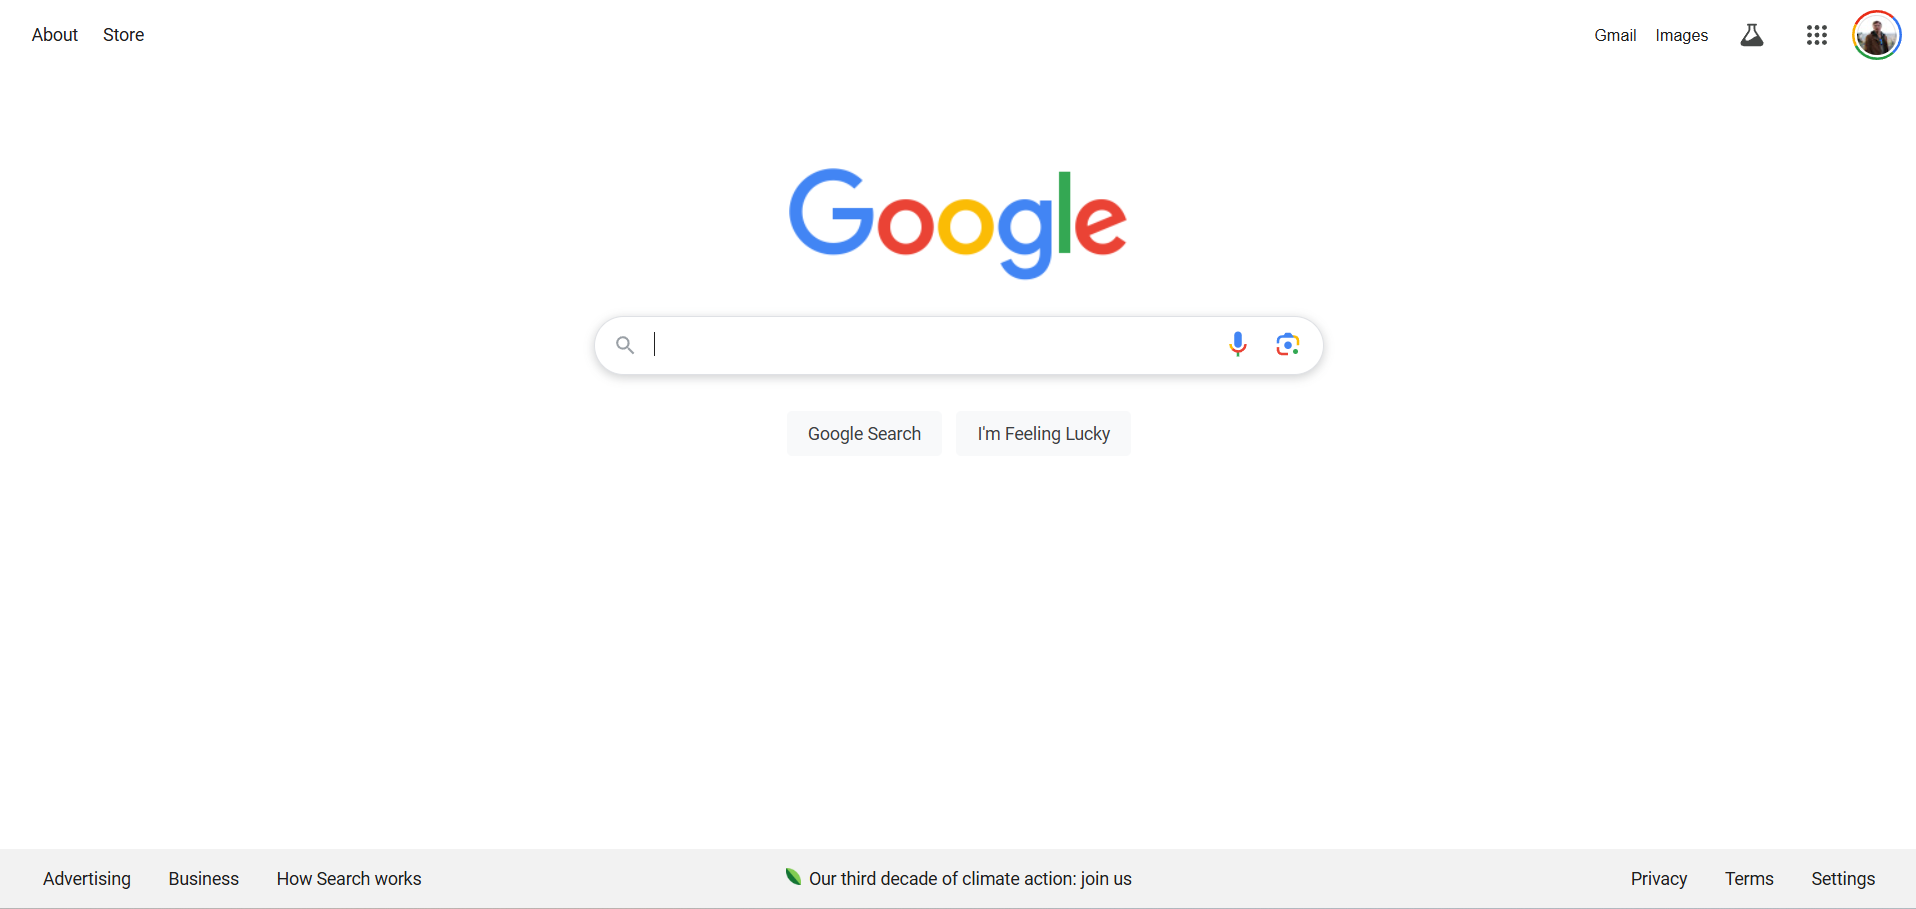 About Store
Gmail Images
Google
Google Search I'm Feeling Lucky
Advertising Business How Search works
Our third decade of climate action: join us
Privacy Terms Settings